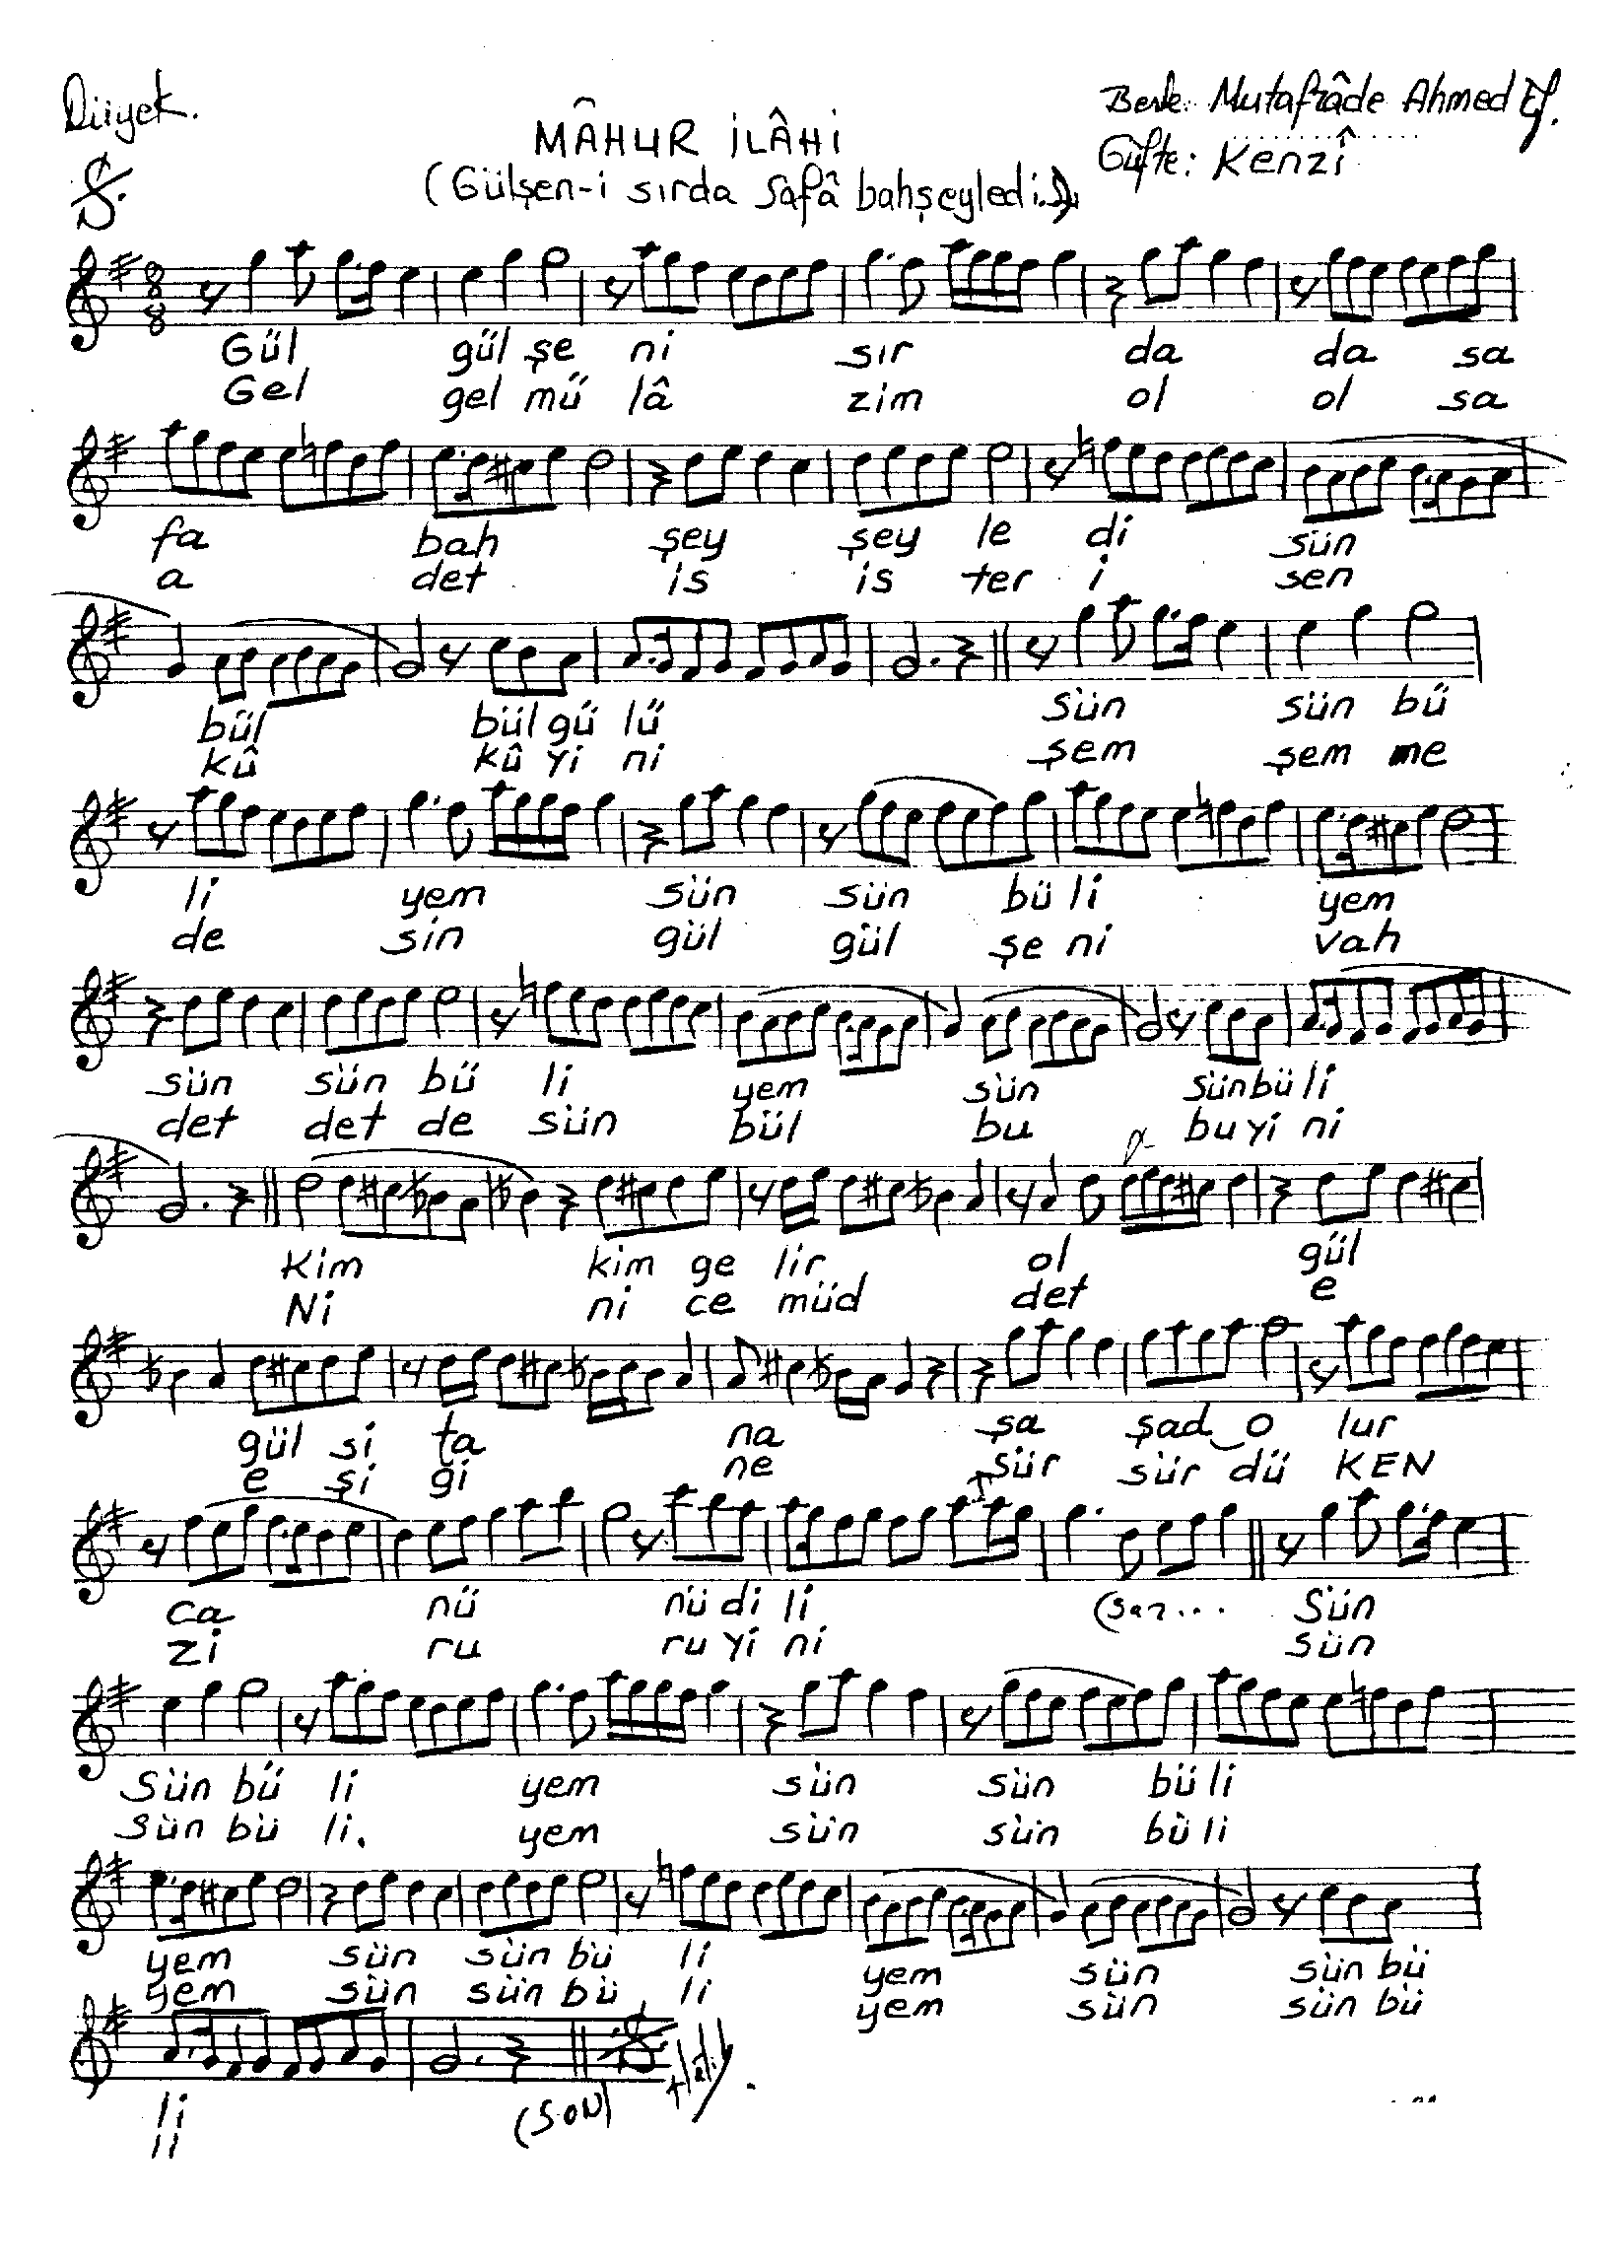 Düyek.
Beste: Mutafzâde Ahmed Ef.
MÂHUR İLÂHİ
Güfte: Kenzî
(Gülşen-i sırda Safâ bahşeyledi..)
8
8
Gül gül şe ni sır da da sa
Gel gel mü lâ zim ol ol sa
fa bah şey şey le di sün
a det is is ter i sen
bül bül gü lü sün sün bü
kû kû yi ni şem şem me
li yem sün sün bü li yem
de sin gül gül şe ni vah
sün sün bü li yem sün sün bü li
det det de sün bül bu bu yi ni
Kim kim ge lir ol gül
Ni ni ce müd det e
gül si ta na şa şad o lur
e şi gi ne sür sür dü KEN
ca nü nü di li (saz... Sün
zi ru ru yi ni sün
Sün bü li yem sün sün bü li
Sün bü li. yem sün sün bü li
yem sün sün bü li yem sün sün bü
yem sün sün bü li yem sün sün bü
li (SON)
li